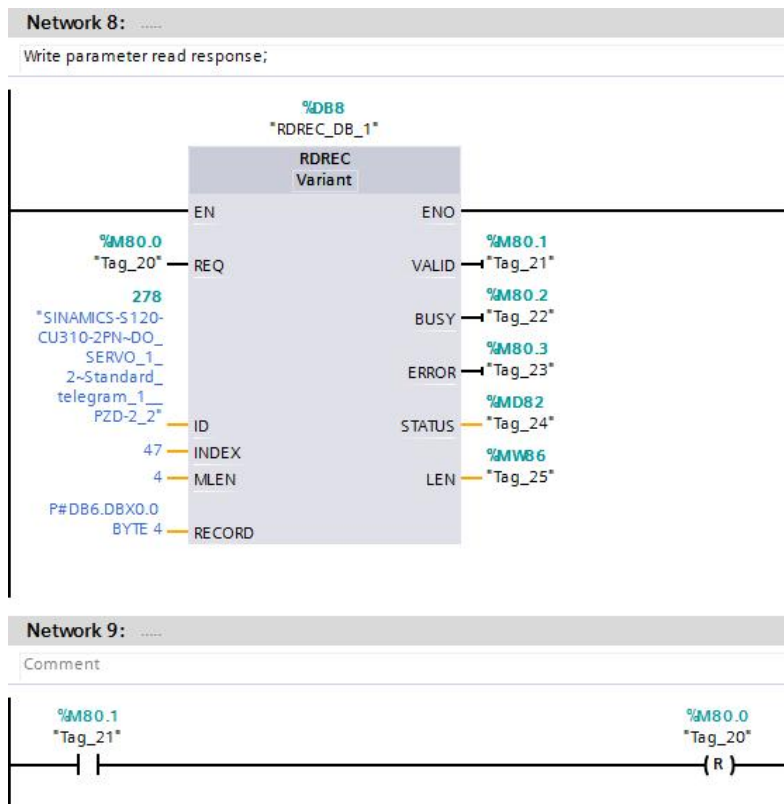 Network 8: .....
Write parameter read response;
%DB8
"RDREC_DB_1"
RDREC
Variant
EN
ENO
%M80.0
"Tag_20"
REQ
%M80.1
VALID
"Tag_21"
278
"SINAMICS-S120-
CU310-2PN~DO_
SERVO_1_
2~Standard_
telegram_1__
PZD-2_2"
ID
%M80.2
BUSY
"Tag_22"
%M80.3
ERROR
"Tag_23"
%MD82
STATUS
"Tag_24"
47
INDEX
4
MLEN
%MW86
LEN
"Tag_25"
P#DB6.DBX0.0
BYTE 4
RECORD
Network 9: .....
Comment
%M80.1
"Tag_21"
%M80.0
"Tag_20"
R